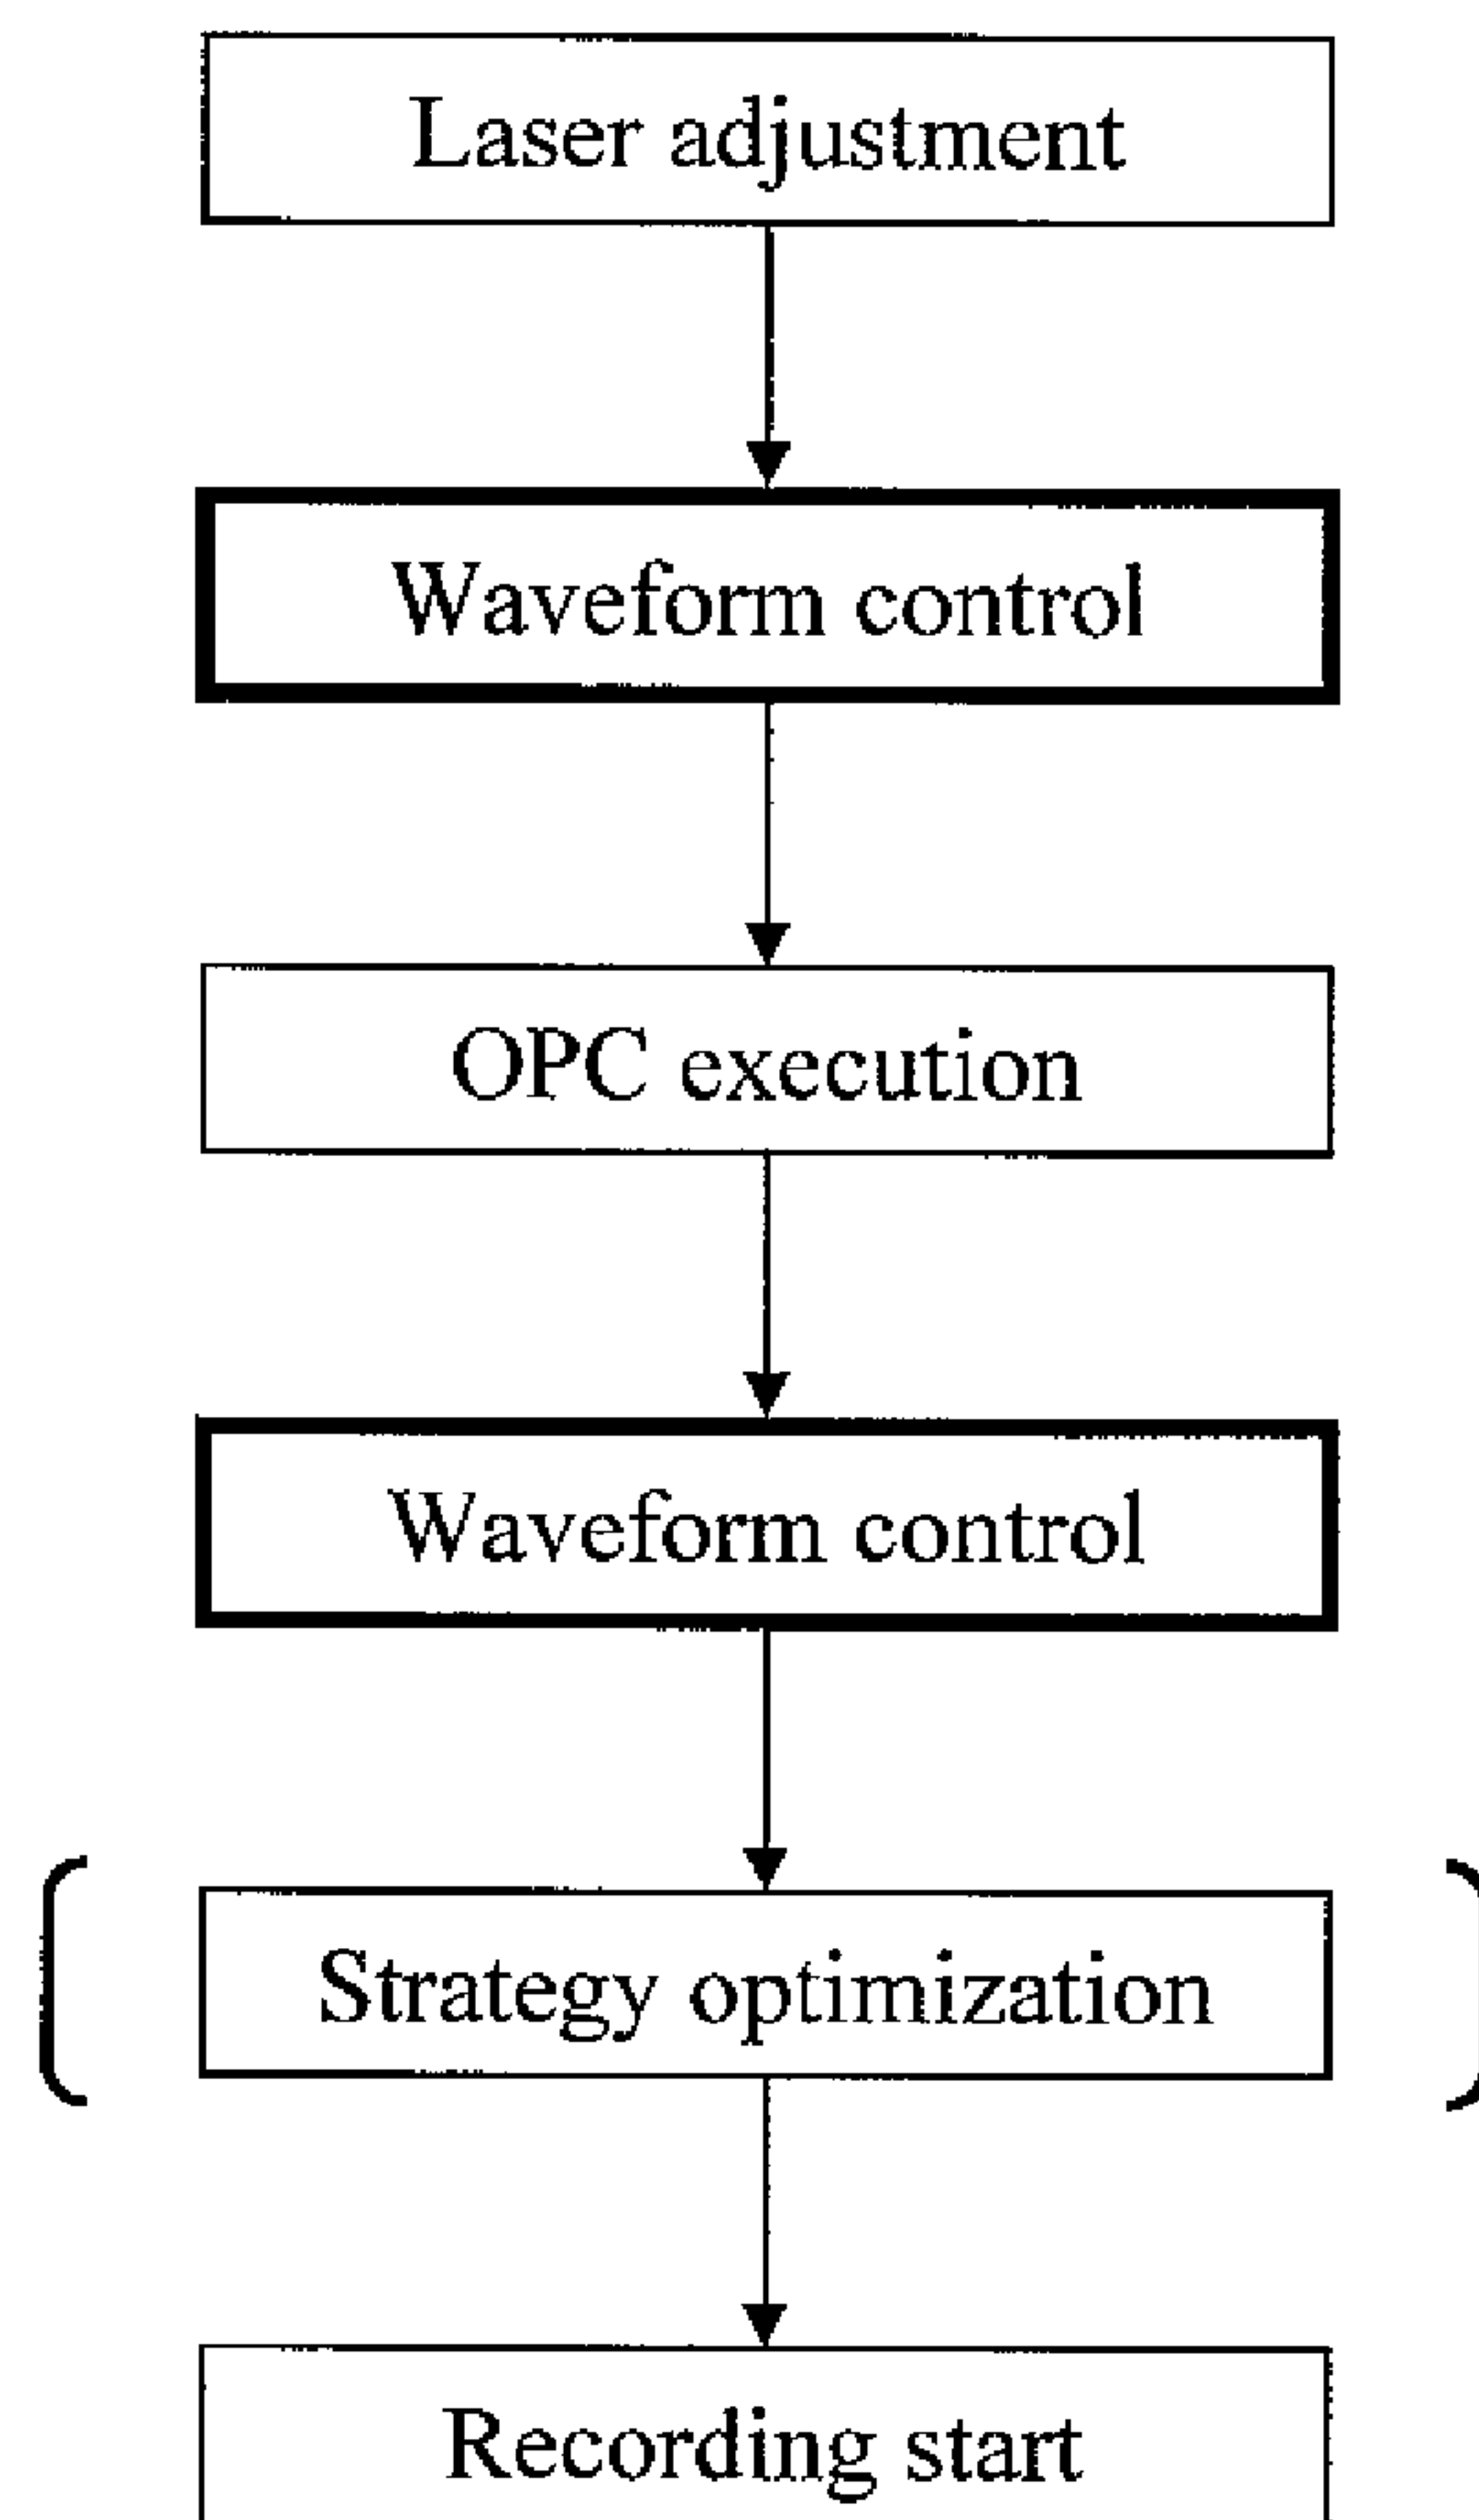 Laser adjustment
Waveform control
OPC execution
Waveform control
Strategy optimization
Recording start